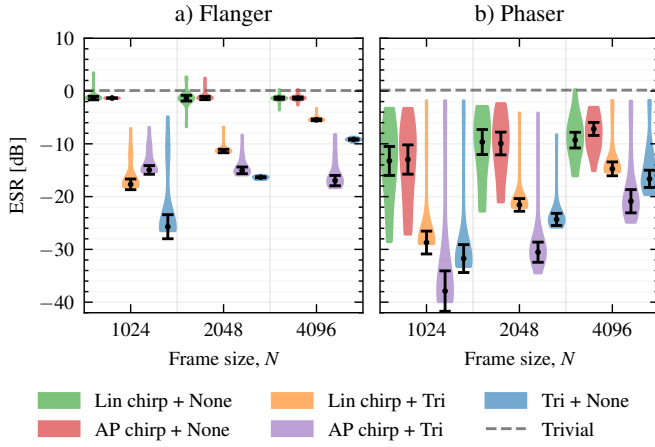 a) Flanger
b) Phaser
10
0
−10
−20
−30
−40
ESR [dB]
1024 2048 4096
1024 2048 4096
Frame size, N
Frame size, N
Lin chirp + None
Lin chirp + Tri
Tri + None
AP chirp + None
AP chirp + Tri
Trivial